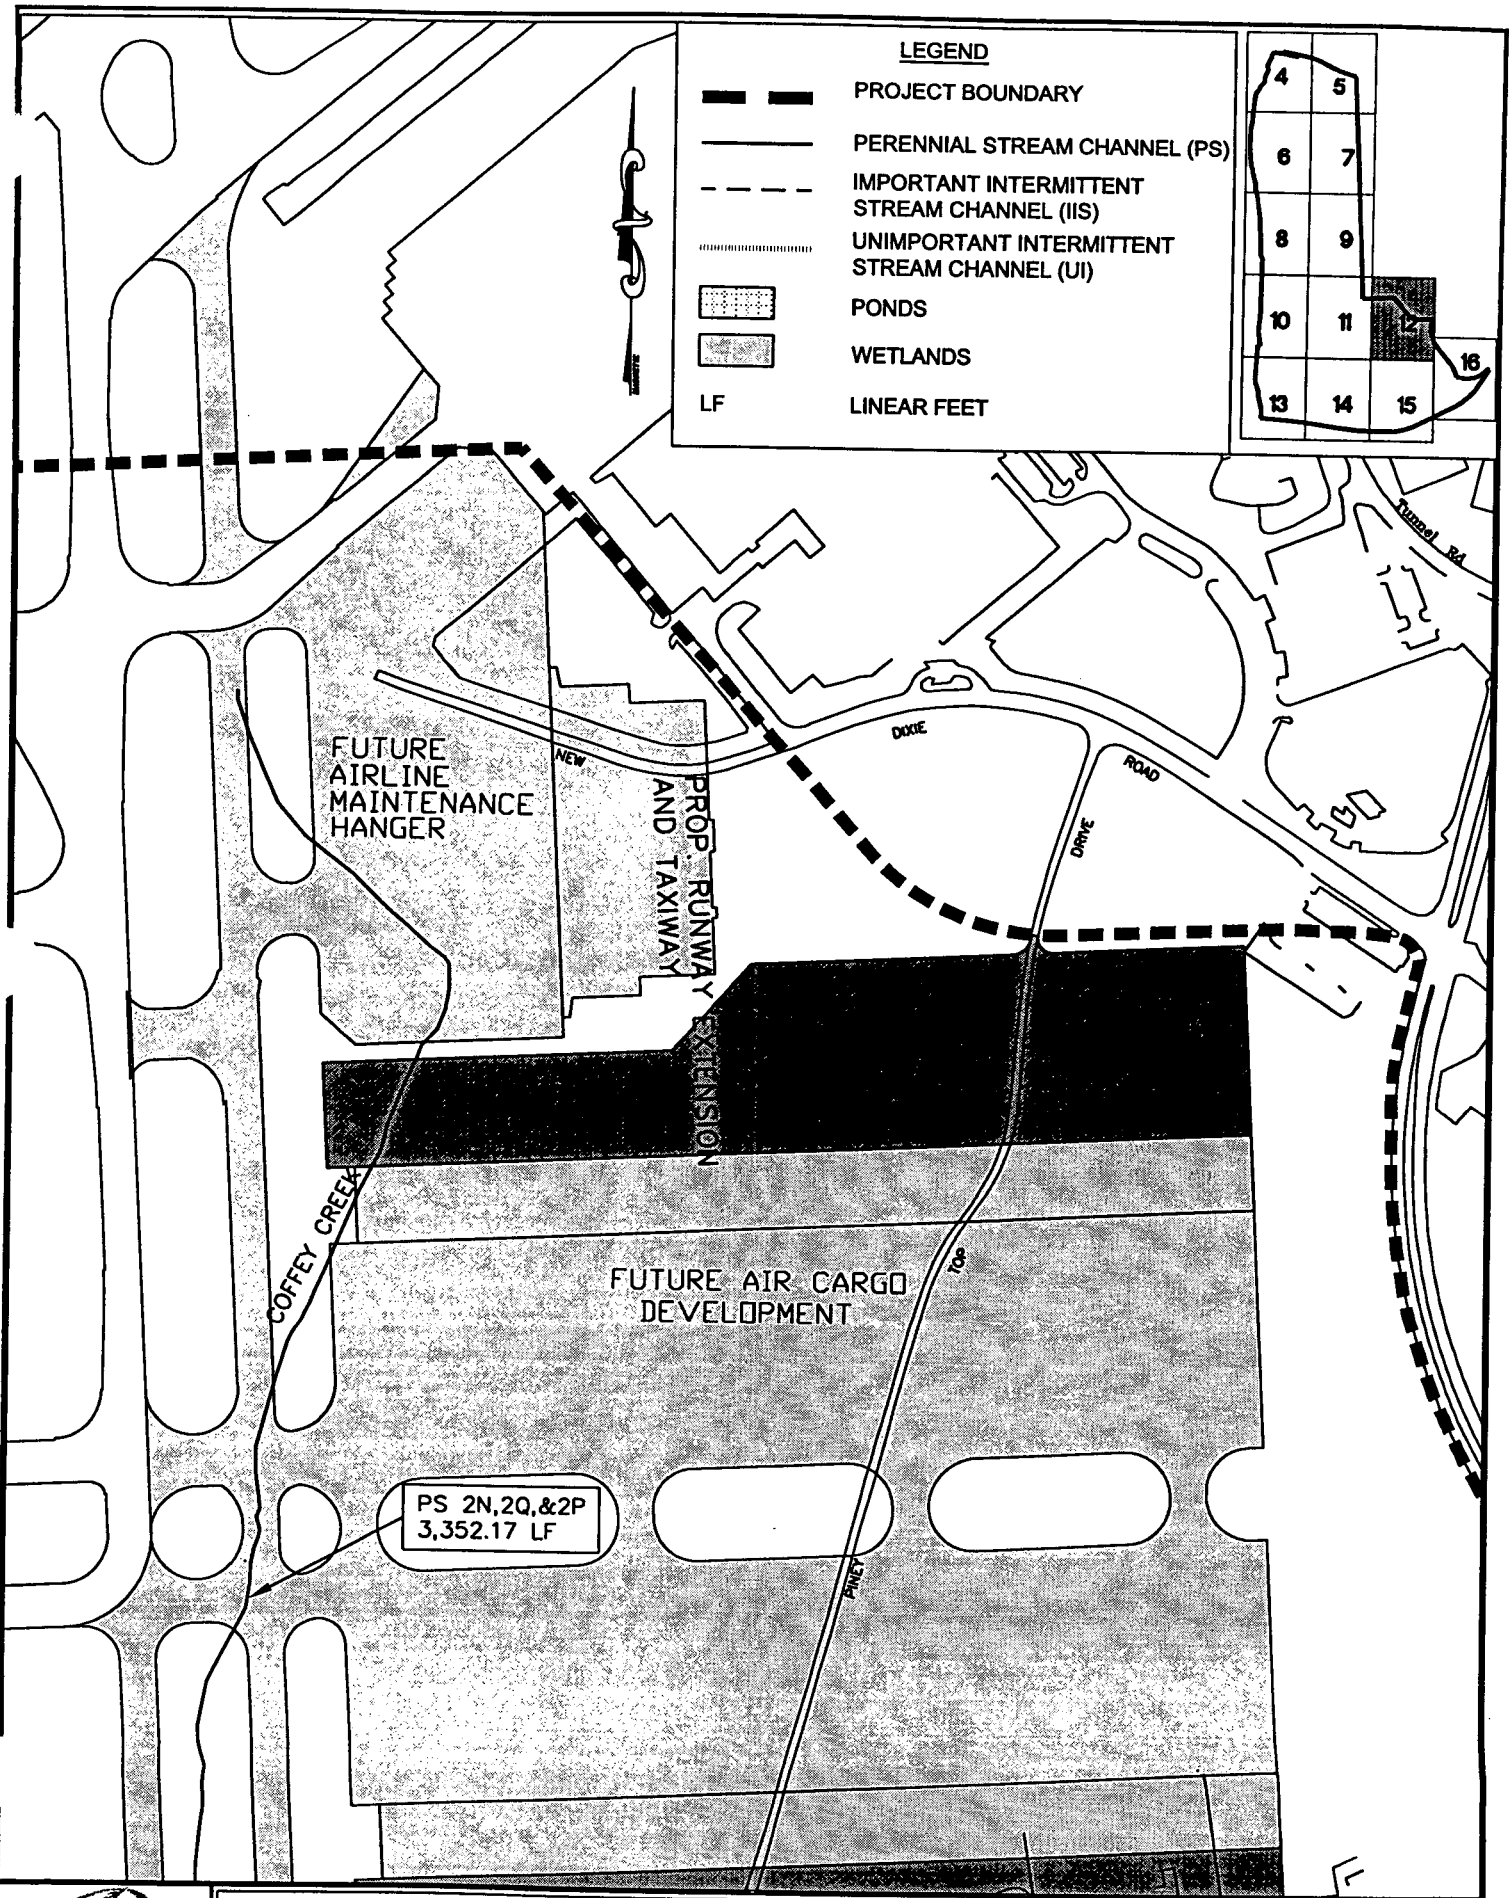 LEGEND
PROJECT BOUNDARY
PERENNIAL STREAM CHANNEL (PS)
IMPORTANT INTERMITTENT
STREAM CHANNEL (IIS)
UNIMPORTANT INTERMITTENT
STREAM CHANNEL (UI)
PONDS
WETLANDS
LF LINEAR FEET
4 5
6 7
8 9
10 11 12
16
13 14 15
Tunnel Rd
FUTURE
AIRLINE
MAINTENANCE
HANGER
NEW
DIXIE
ROAD
DRIVE
PROP. RUNWAY EXTENSION
AND TAXIWAY
COFFEY CREEK
TOP
FUTURE AIR CARGO
DEVELOPMENT
PS 2N,2Q,&2P
3,352.17 LF
PINEY